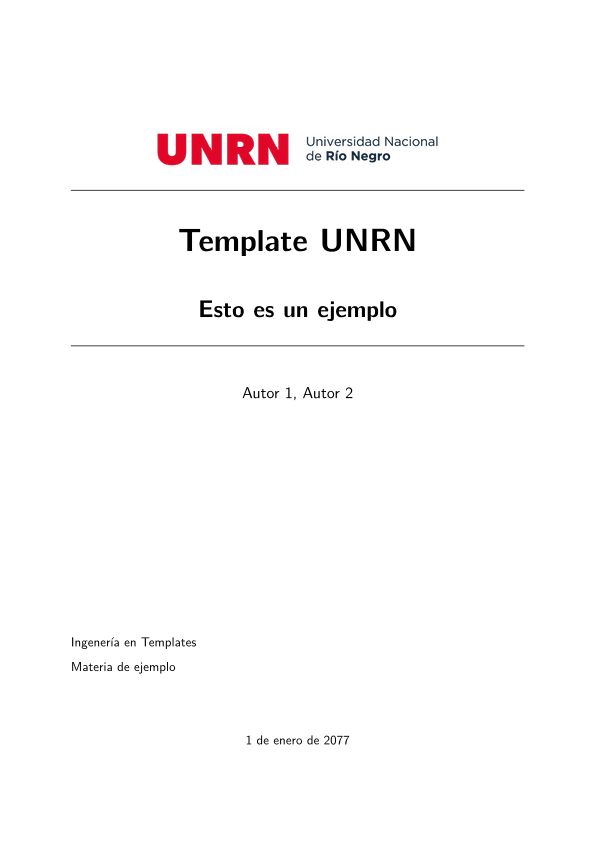 UNRN
Universidad Nacional
de Río Negro
Template UNRN
Esto es un ejemplo
Autor 1, Autor 2
Ingenería en Templates
Materia de ejemplo
1 de enero de 2077